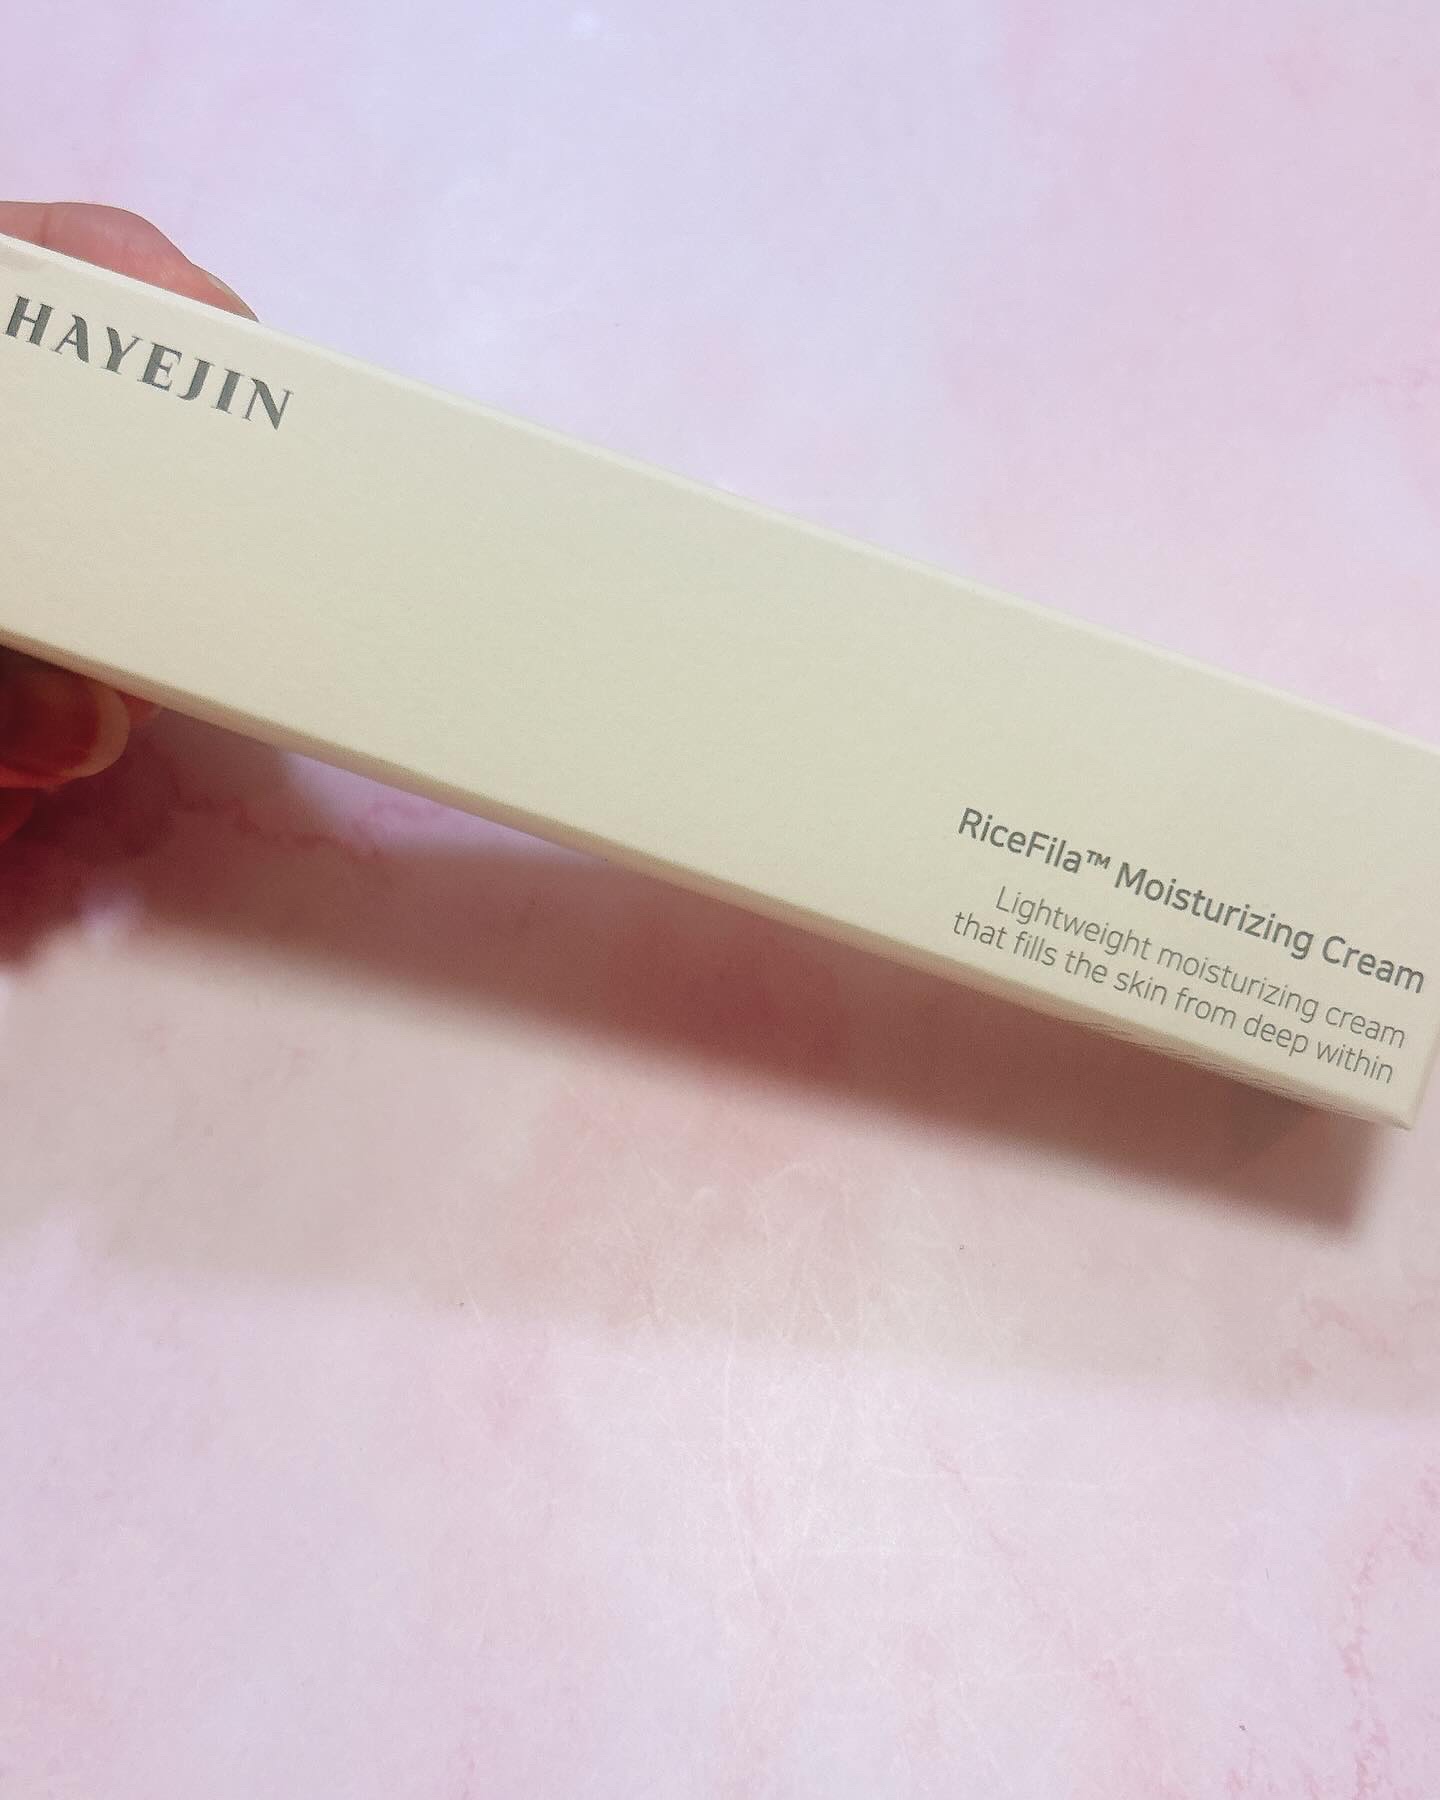 HAYEJIN
RiceFila™ Moisturizing Cream
Lightweight moisturizing cream
that fills the skin from deep within